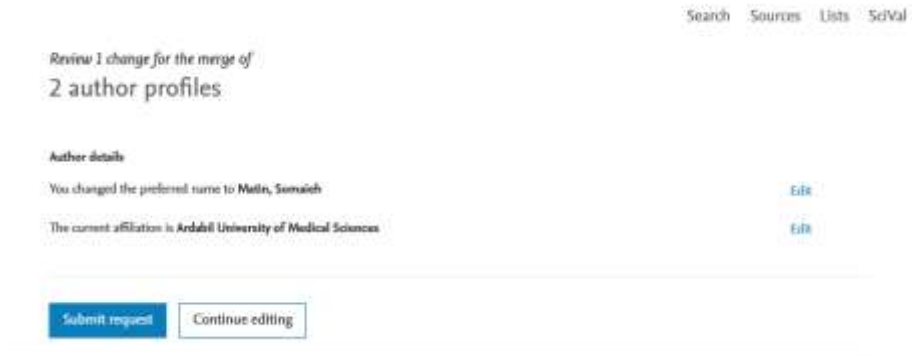 Search Sources Lists SciVal
Review 1 change for the merge of
2 author profiles
Author details
You changed the preferred name to Matin, Somaieh
Edit
The current affiliation is Ardabil University of Medical Sciences
Edit
Submit request
Continue editing